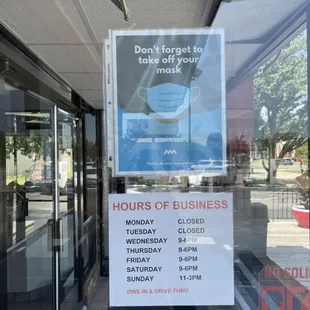 Don't forget to
take off your
mask
HOURS OF BUSINESS
MONDAY CLOSED
TUESDAY CLOSED
WEDNESDAY 9-6PM
THURSDAY 9-6PM
FRIDAY 9-6PM
SATURDAY 9-6PM
SUNDAY 11-3PM
DINE-IN & DRIVE-THRU
NO SOLI